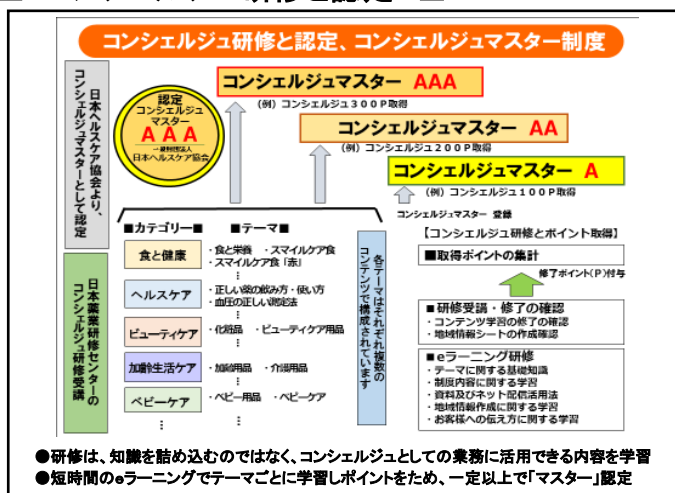 コンシェルジュ研修と認定、コンシェルジュマスター制度
日本ヘルスケア協会より、
コンシェルジュマスターとして認定
認定
コンシェルジュ
マスター
AAA
一般財団法人
日本ヘルスケア協会
コンシェルジュマスター AAA
(例)コンシェルジュ300P取得
コンシェルジュマスター AA
(例)コンシェルジュ200P取得
コンシェルジュマスター A
(例)コンシェルジュ100P取得
コンシェルジュマスター 登録
日本薬業研修センターの
コンシェルジュ研修受講
■カテゴリー■ ■テーマ■
食と健康
・食と栄養 ・スマイルケア食
・スマイルケア食「赤」
⋮
ヘルスケア
・正しい薬の飲み方・使い方
・血圧の正しい測定法
⋮
ビューティケア
・化粧品 ・ビューティケア用品
⋮
加齢生活ケア
・加齢用品 ・介護用品
⋮
ベビーケア
・ベビー用品 ・ベビーケア
⋮
⋮
各テーマはそれぞれ複数の
コンテンツで構成されています
【コンシェルジュ研修とポイント取得】
■取得ポイントの集計
修了ポイント(P)付与
■研修受講・修了の確認
・コンテンツ学習の修了の確認
・地域情報シートの作成確認
■eラーニング研修
・テーマに関する基礎知識
・制度内容に関する学習
・資料及びネット配信活用法
・地域情報作成に関する学習
・お客様への伝え方に関する学習
●研修は、知識を詰め込むのではなく、コンシェルジュとしての業務に活用できる内容を学習
●短時間のeラーニングでテーマごとに学習しポイントをため、一定以上で「マスター」認定